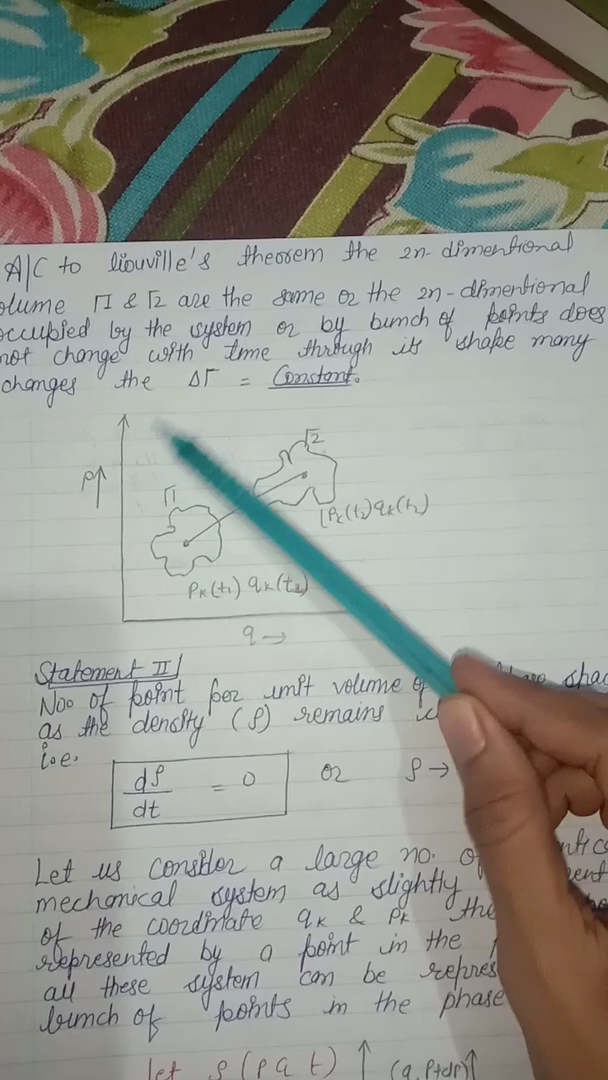 A/C to liouville's theorem the 2n-dimentional
olume Γ1 & Γ2 are the same or the 2n-dimentional
occupied by the system or by bunch of points does
not change with time through its shape many
changes the ΔΓ = Constant.
Γ2
P↑
Γ1
[Pk(t2) qk(t2)
Pk(t1) qk(t1)
q→
Statement II
Noo of point per unit volume of
as the density (ρ) remains
i.e.
dρ/dt = 0 or ρ →
Let us consider a large no. of
mechanical system as slightly
of the coordinate qk & Pk the
represented by a point in the
all these system can be repres
bunch of points in the phase
let ρ (p q t) ↑ (q, p+dp)↑